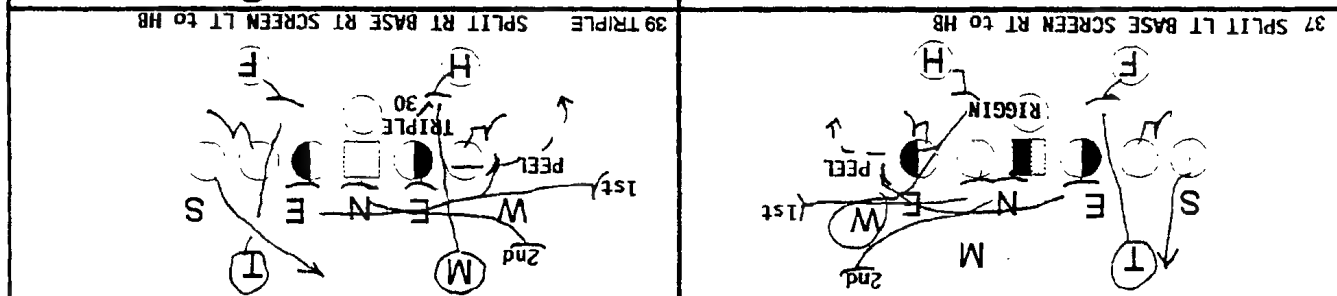 T M 2nd
S E N E W 1st
PEEL
RIGGIN
F H
37 SPLIT LT BASE SCREEN RT to HB
2nd M T
1st W E N E S
PEEL
TRIPLE
30
H F
39 TRIPLE SPLIT RT BASE RT SCREEN LT to HB